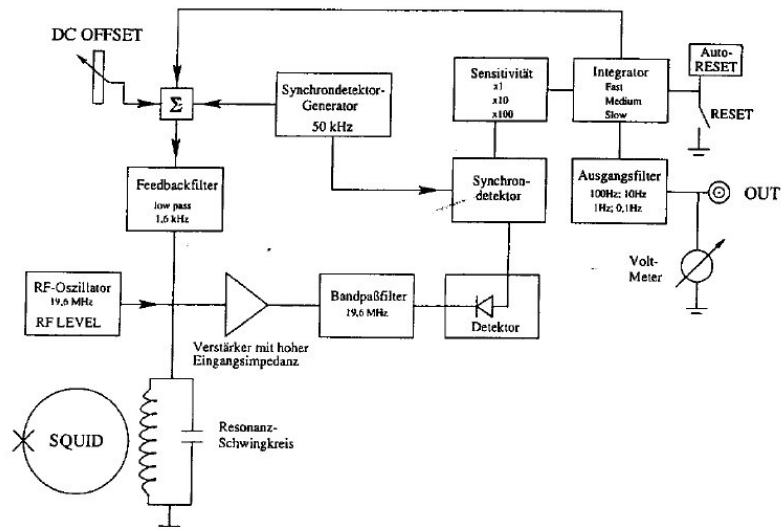 DC OFFSET
Σ
Synchrondetektor-
Generator
50 kHz
Sensitivität
x1
x10
x100
Integrator
Fast
Medium
Slow
Auto-
RESET
RESET
Feedbackfilter
low pass
1,6 kHz
Synchron-
detektor
Ausgangsfilter
100Hz; 10Hz
1Hz; 0,1Hz
OUT
Volt-
Meter
RF-Oszillator
19,6 MHz
RF LEVEL
Verstärker mit hoher
Eingangsimpedanz
Bandpaßfilter
19,6 MHz
Detektor
SQUID
Resonanz-
Schwingkreis